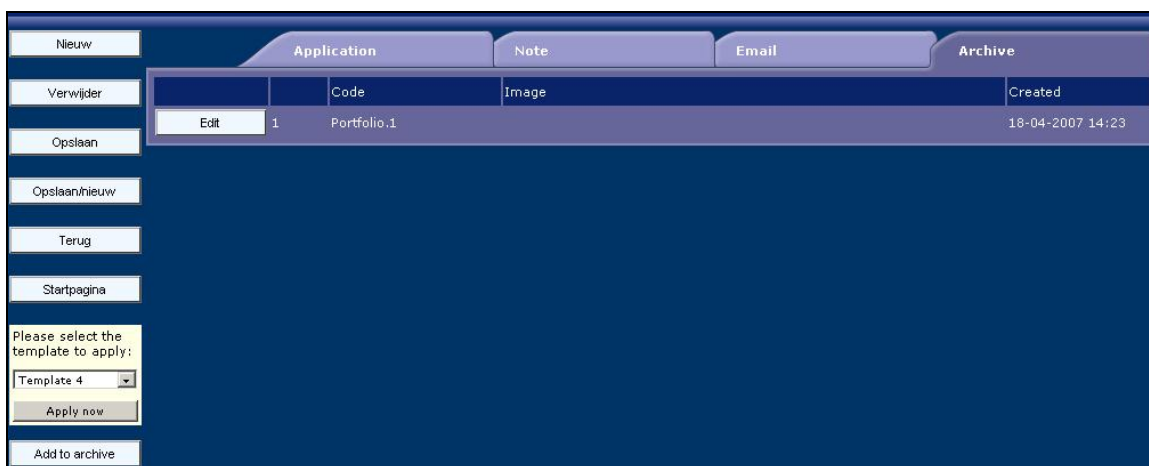 Nieuw
Application Note Email Archive
Verwijder
Code Image Created
Edit 1 Portfolio.1 18-04-2007 14:23
Opslaan
Opslaan/nieuw
Terug
Startpagina
Please select the
template to apply:
Template 4
Apply now
Add to archive